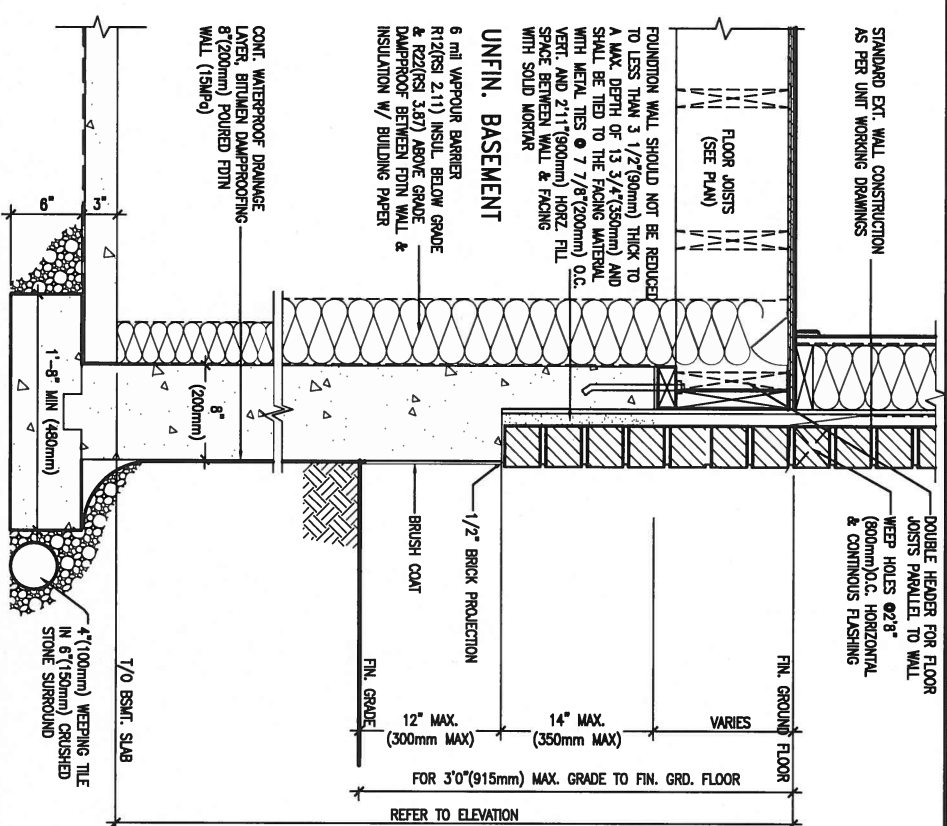 STANDARD EXT. WALL CONSTRUCTION
AS PER UNIT WORKING DRAWINGS
FLOOR JOISTS
(SEE PLAN)
FOUNDTION WALL SHOULD NOT BE REDUCED
TO LESS THAN 3 1/2"(90mm) THICK TO
A MAX. DEPTH OF 13 3/4"(350mm) AND
SHALL BE TIED TO THE FACING MATERIAL
WITH METAL TIES @ 7 7/8"(200mm) O.C.
VERT. AND 2'11"(900mm) HORZ. FILL
SPACE BETWEEN WALL & FACING
WITH SOLID MORTAR
UNFIN. BASEMENT
6 mil VAPPOUR BARRIER
R12(RSI 2.11) INSUL BELOW GRADE
& R22(RSI 3.87) ABOVE GRADE
DAMPPROOF BETWEEN FDTN WALL &
INSULATION W/ BUILDING PAPER
CONT. WATERPROOF DRAINAGE
LAYER, BITUMEN DAMPPROOFING
8"(200mm) POURED FDTN
WALL (15MPa)
6"
3"
1'-8" MIN (480mm)
8"
(200mm)
DOUBLE HEADER FOR FLOOR
JOISTS PARALLEL TO WALL
WEEP HOLES @2'8"
(800mm)O.C. HORIZONTAL
& CONTINOUS FLASHING
1/2" BRICK PROJECTION
BRUSH COAT
FIN. GROUND FLOOR
VARIES
14" MAX.
(350mm MAX)
12" MAX.
(300mm MAX)
FIN. GRADE
FOR 3'0"(915mm) MAX. GRADE TO FIN. GRD. FLOOR
REFER TO ELEVATION
T/O BSMT. SLAB
4"(100mm) WEEPING TILE
IN 6"(150mm) CRUSHED
STONE SURROUND